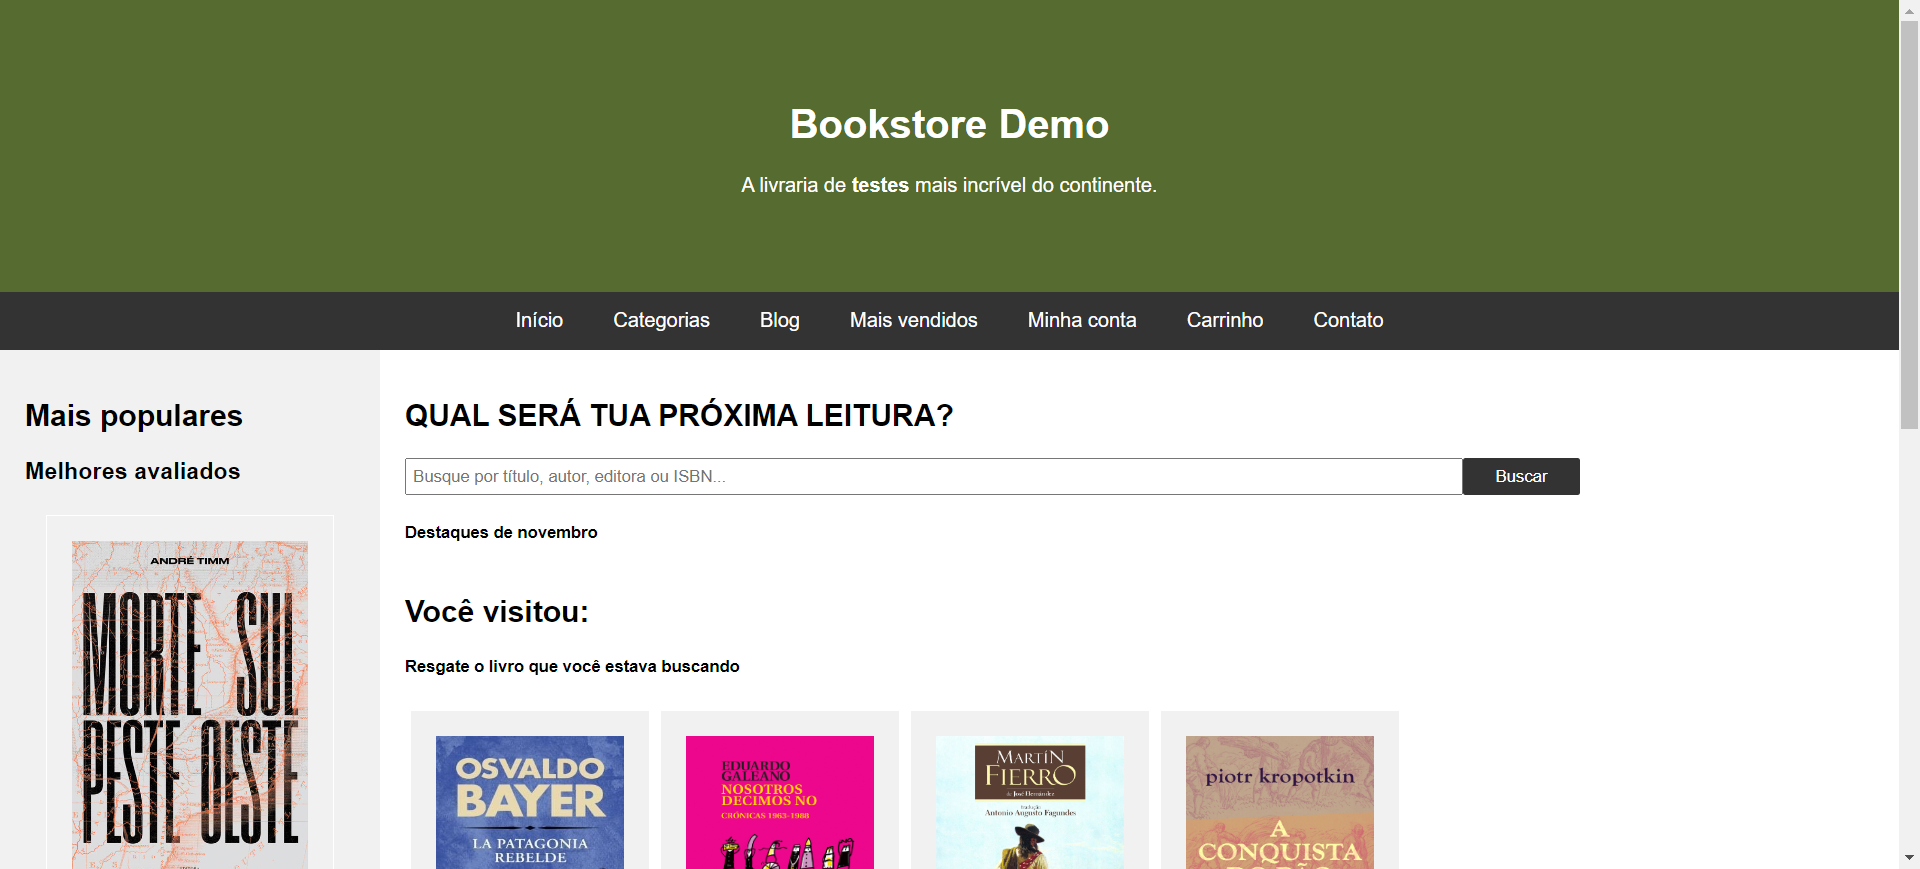 Bookstore Demo
A livraria de testes mais incrível do continente.
Início Categorias Blog Mais vendidos Minha conta Carrinho Contato
Mais populares
Melhores avaliados
ANDRÉ TIMM
MORTE SUL
PESTE OESTE
QUAL SERÁ TUA PRÓXIMA LEITURA?
Busque por título, autor, editora ou ISBN...
Buscar
Destaques de novembro
Você visitou:
Resgate o livro que você estava buscando
OSVALDO
BAYER
LA PATAGONIA
REBELDE
EDUARDO
GALEANO
NOSOTROS
DECIMOS NO
CRÓNICAS 1963-1988
MARTÍN
FIERRO
de José Hernández
tradução
Antonio Augusto Fagundes
piotr kropotkin
A
CONQUISTA